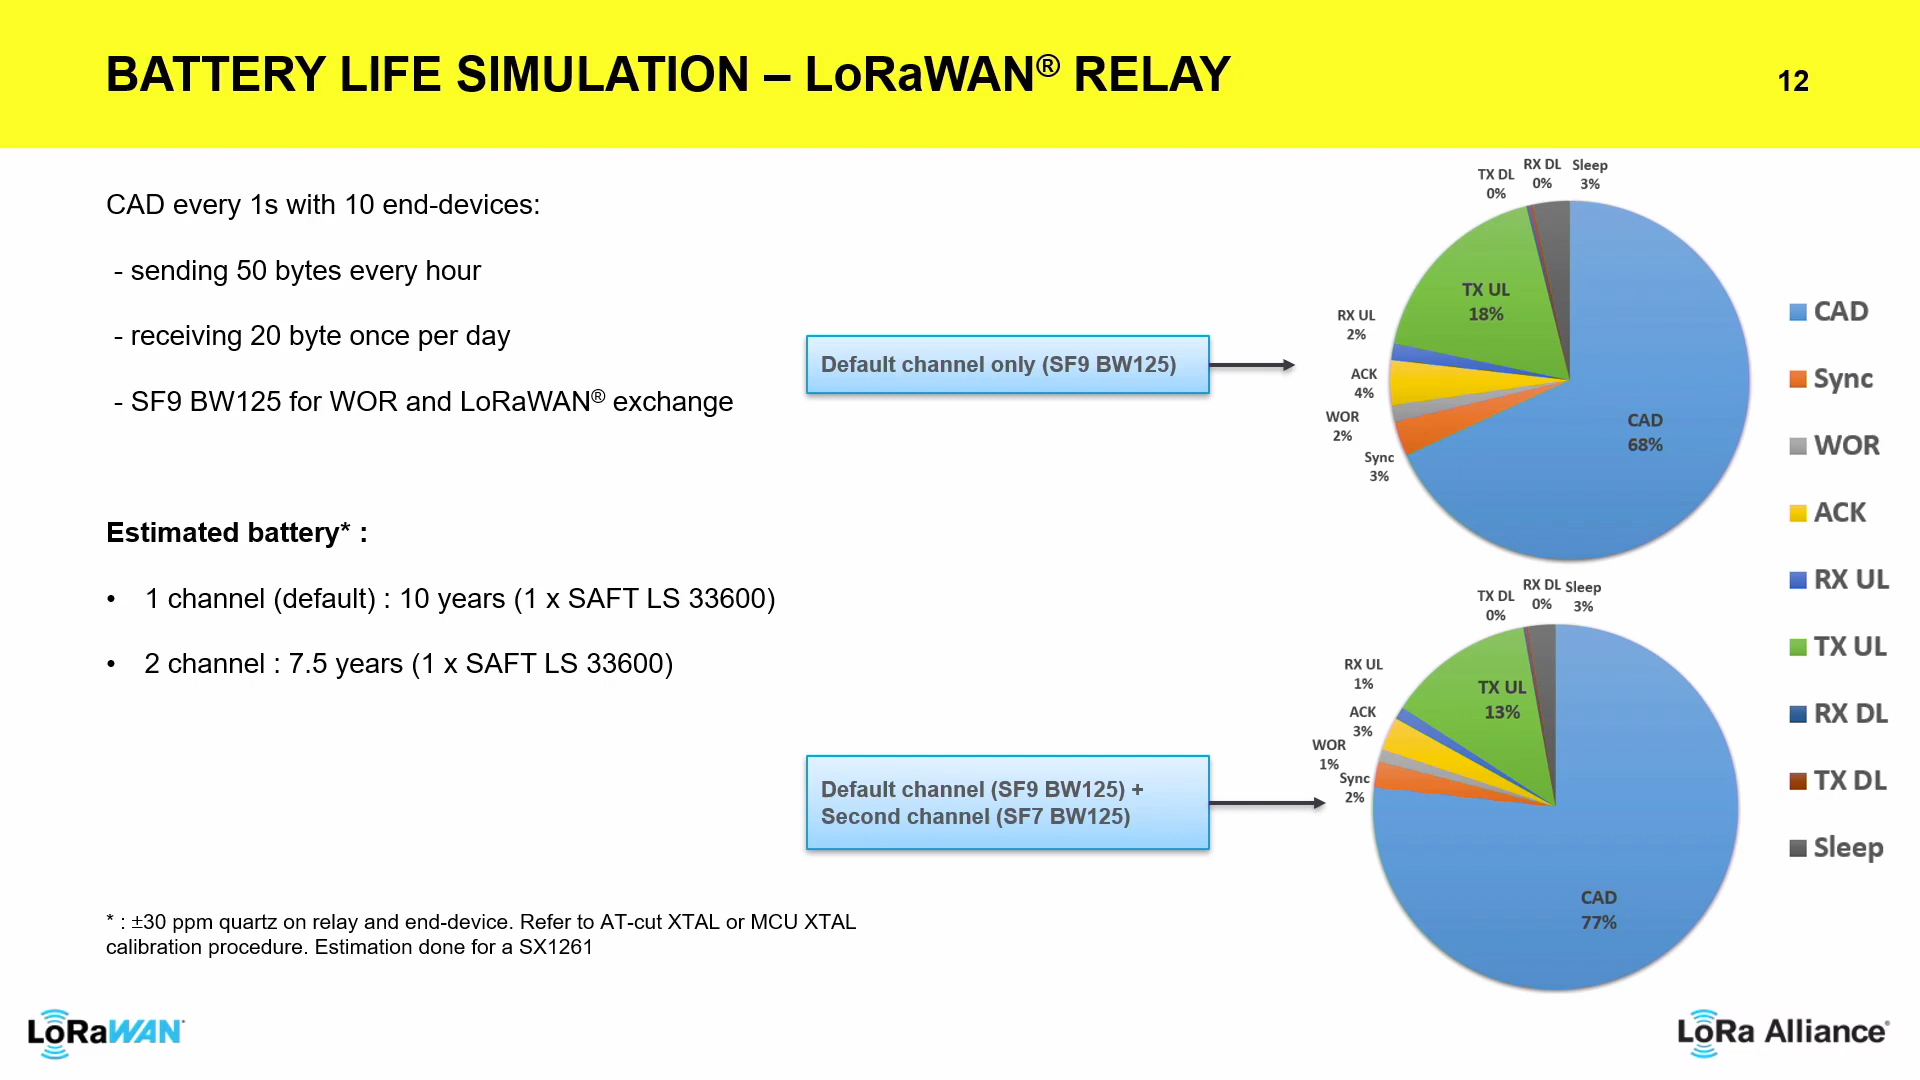 BATTERY LIFE SIMULATION – LoRaWAN® RELAY
12
CAD every 1s with 10 end-devices:
- sending 50 bytes every hour
- receiving 20 byte once per day
- SF9 BW125 for WOR and LoRaWAN® exchange
Estimated battery* :
• 1 channel (default) : 10 years (1 x SAFT LS 33600)
• 2 channel : 7.5 years (1 x SAFT LS 33600)
* : ±30 ppm quartz on relay and end-device. Refer to AT-cut XTAL or MCU XTAL
calibration procedure. Estimation done for a SX1261
Default channel only (SF9 BW125)
TX DL
0%
RX DL
0%
Sleep
3%
TX UL
18%
RX UL
2%
ACK
4%
WOR
2%
Sync
3%
CAD
68%
Default channel (SF9 BW125) +
Second channel (SF7 BW125)
TX DL
0%
RX DL
0%
Sleep
3%
RX UL
1%
TX UL
13%
ACK
3%
WOR
1%
Sync
2%
CAD
77%
CAD
Sync
WOR
ACK
RX UL
TX UL
RX DL
TX DL
Sleep
LoRaWAN
LoRa Alliance®